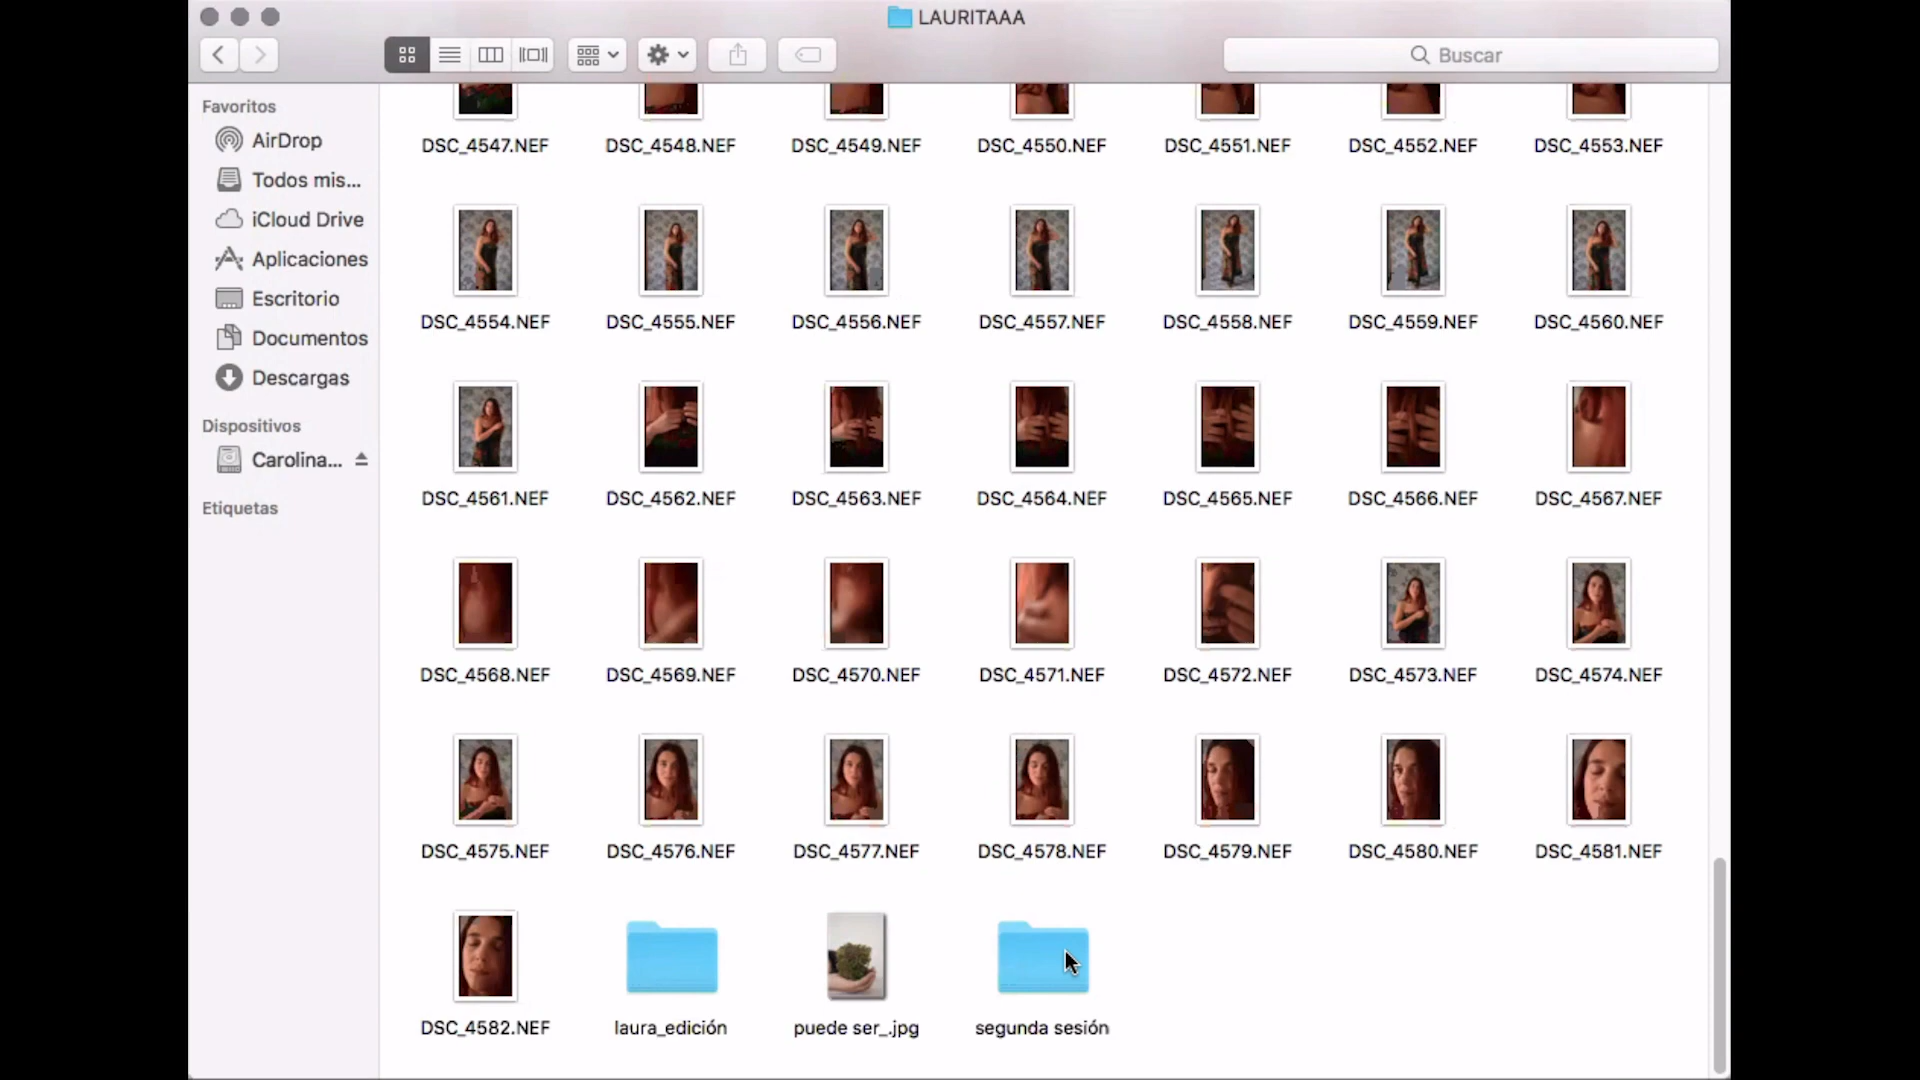 LAURITAAA
Buscar
Favoritos
AirDrop
Todos mis...
iCloud Drive
Aplicaciones
Escritorio
Documentos
Descargas
Dispositivos
Carolina...
Etiquetas
DSC_4547.NEF DSC_4548.NEF DSC_4549.NEF DSC_4550.NEF DSC_4551.NEF DSC_4552.NEF DSC_4553.NEF
DSC_4554.NEF DSC_4555.NEF DSC_4556.NEF DSC_4557.NEF DSC_4558.NEF DSC_4559.NEF DSC_4560.NEF
DSC_4561.NEF DSC_4562.NEF DSC_4563.NEF DSC_4564.NEF DSC_4565.NEF DSC_4566.NEF DSC_4567.NEF
DSC_4568.NEF DSC_4569.NEF DSC_4570.NEF DSC_4571.NEF DSC_4572.NEF DSC_4573.NEF DSC_4574.NEF
DSC_4575.NEF DSC_4576.NEF DSC_4577.NEF DSC_4578.NEF DSC_4579.NEF DSC_4580.NEF DSC_4581.NEF
DSC_4582.NEF laura_edición puede ser_.jpg segunda sesión